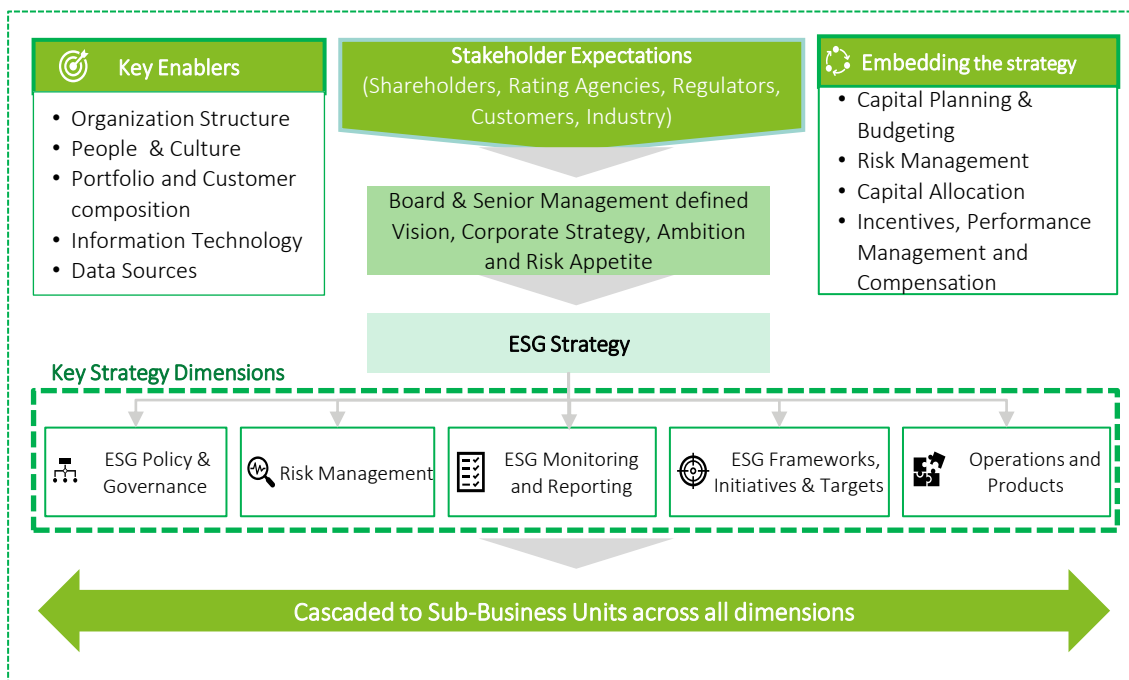 Key Enablers
• Organization Structure
• People & Culture
• Portfolio and Customer
composition
• Information Technology
• Data Sources
Stakeholder Expectations
(Shareholders, Rating Agencies, Regulators,
Customers, Industry)
Board & Senior Management defined
Vision, Corporate Strategy, Ambition
and Risk Appetite
ESG Strategy
Embedding the strategy
• Capital Planning &
Budgeting
• Risk Management
• Capital Allocation
• Incentives, Performance
Management and
Compensation
Key Strategy Dimensions
ESG Policy &
Governance
Risk Management
ESG Monitoring
and Reporting
ESG Frameworks,
Initiatives & Targets
Operations and
Products
Cascaded to Sub-Business Units across all dimensions